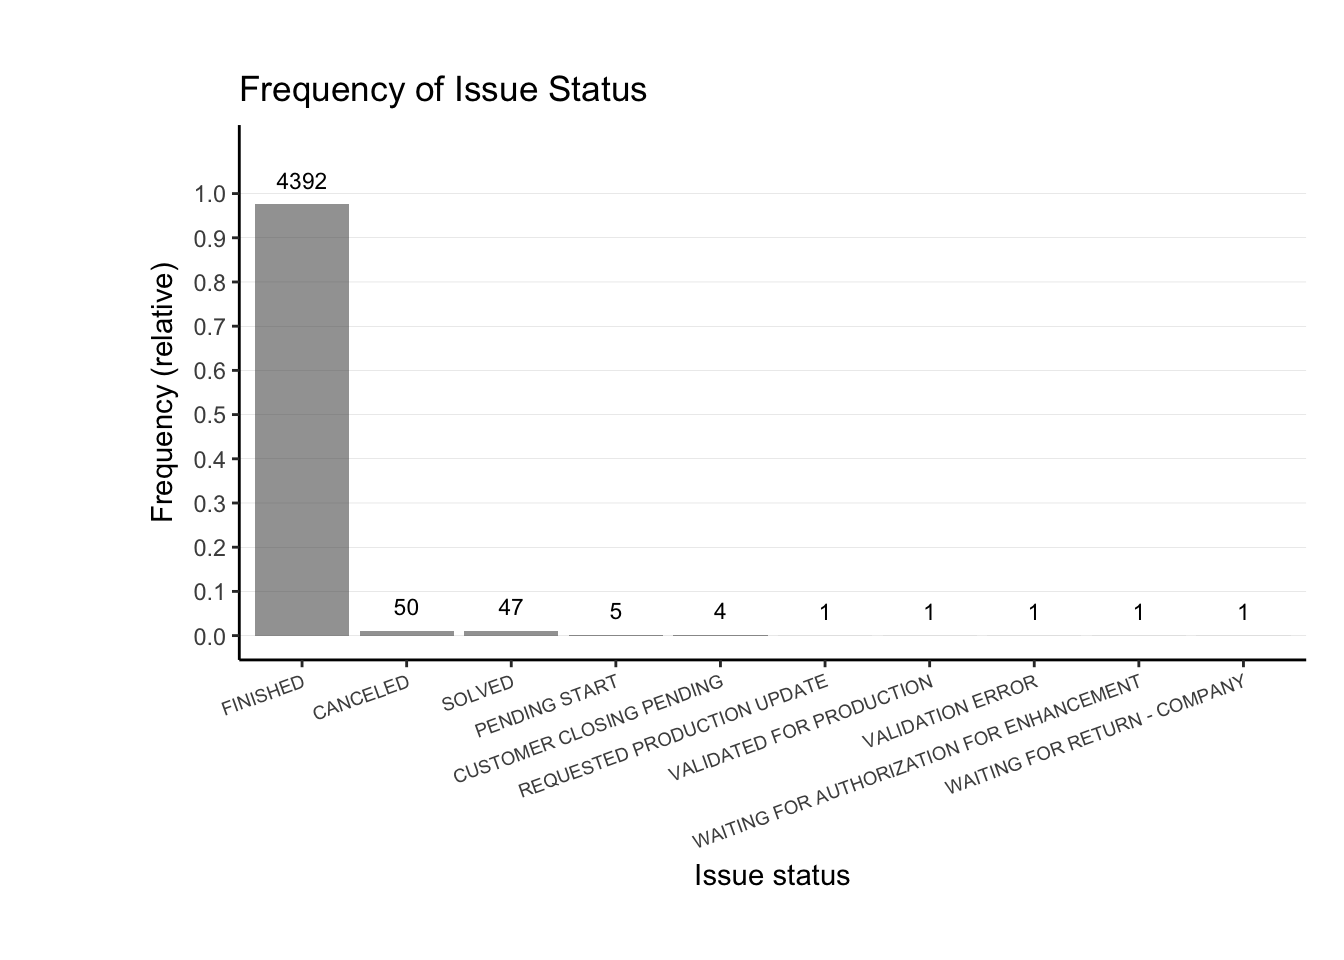 Frequency of Issue Status
4392
1.0
0.9
0.8
0.7
0.6
0.5
0.4
0.3
0.2
0.1
0.0
Frequency (relative)
50
47
5
4
1
1
1
1
1
FINISHED
CANCELED
SOLVED
PENDING START
CUSTOMER CLOSING PENDING
REQUESTED PRODUCTION UPDATE
VALIDATED FOR PRODUCTION
VALIDATION ERROR
WAITING FOR AUTHORIZATION FOR ENHANCEMENT
WAITING FOR RETURN - COMPANY
Issue status